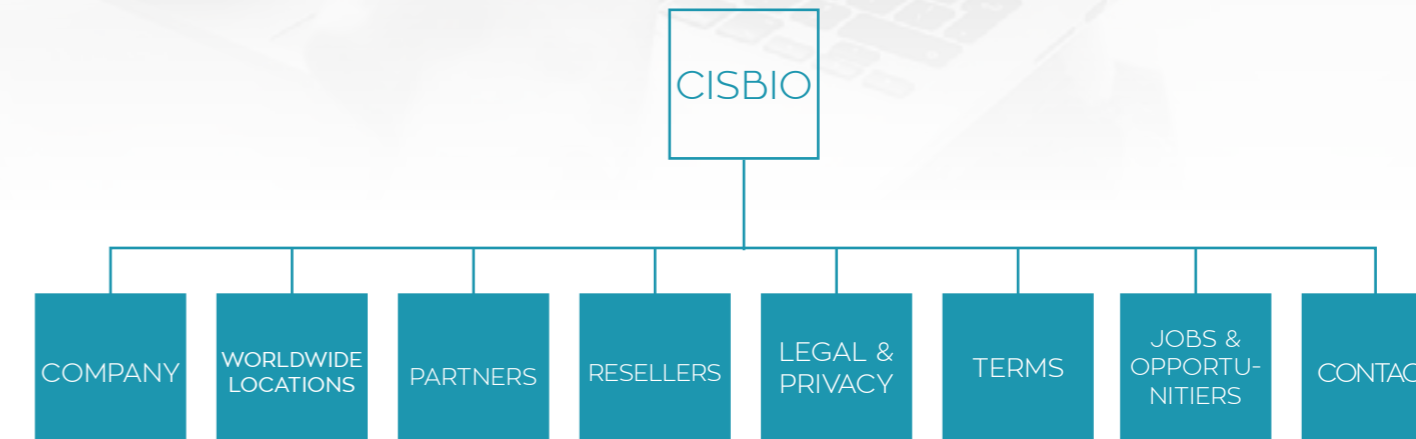 CISBIO
COMPANY
WORLDWIDE
LOCATIONS
PARTNERS
RESELLERS
LEGAL &
PRIVACY
TERMS
JOBS &
OPPORTU-
NITIERS